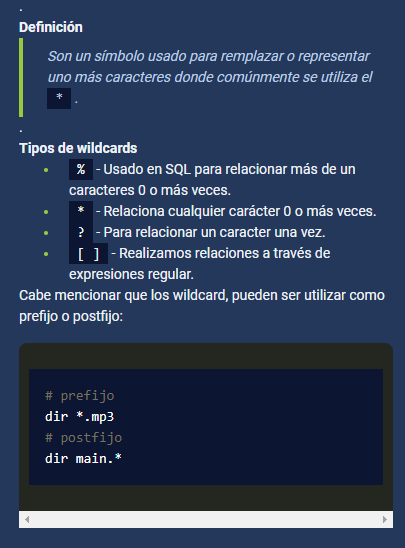 .
Definición
Son un símbolo usado para remplazar o representar
uno más caracteres donde comúnmente se utiliza el
* .
.
Tipos de wildcards
• % - Usado en SQL para relacionar más de un
caracteres 0 o más veces.
• * - Relaciona cualquier carácter 0 o más veces.
• ? - Para relacionar un caracter una vez.
• [ ] - Realizamos relaciones a través de
expresiones regular.
Cabe mencionar que los wildcard, pueden ser utilizar como
prefijo o postfijo:
# prefijo
dir *.mp3
# postfijo
dir main.*